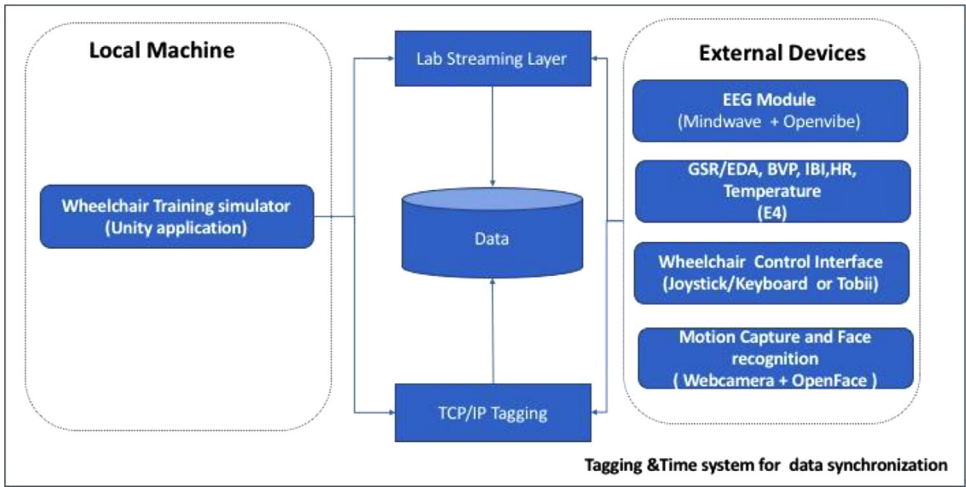 Local Machine
Wheelchair Training simulator
(Unity application)
Lab Streaming Layer
Data
TCP/IP Tagging
External Devices
EEG Module
(Mindwave + Openvibe)
GSR/EDA, BVP, IBI,HR,
Temperature
(E4)
Wheelchair Control Interface
(Joystick/Keyboard or Tobii)
Motion Capture and Face
recognition
( Webcamera + OpenFace )
Tagging &Time system for data synchronization